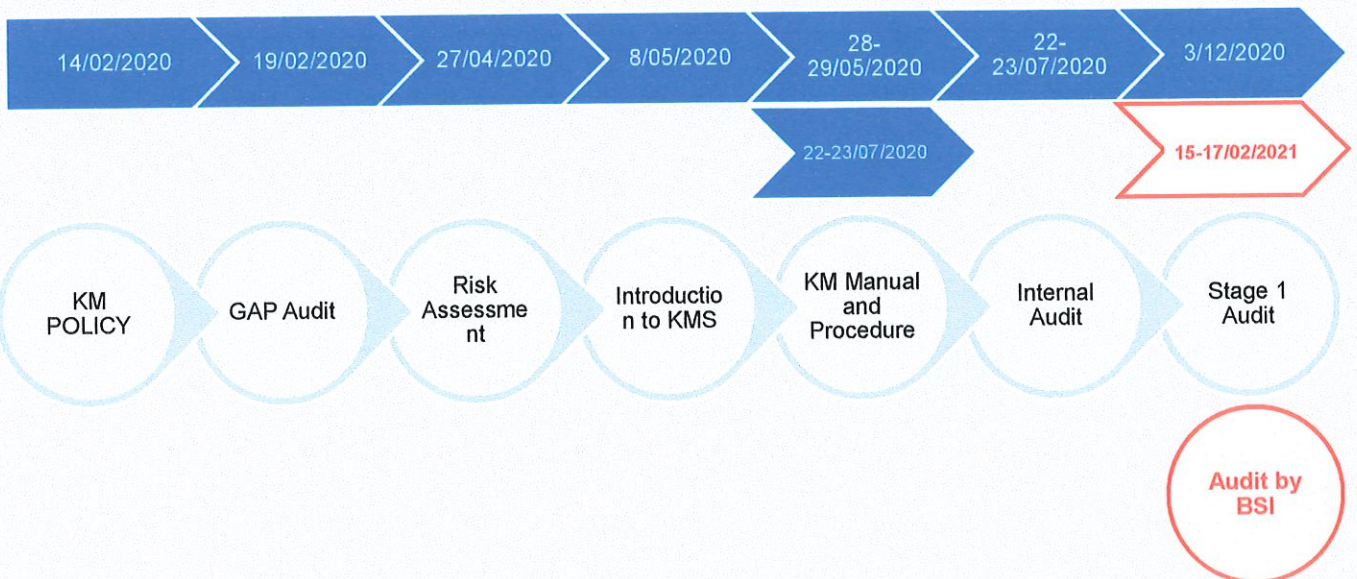 14/02/2020
19/02/2020
27/04/2020
8/05/2020
28-
29/05/2020
22-
23/07/2020
3/12/2020
22-23/07/2020
15-17/02/2021
KM
POLICY
GAP Audit
Risk
Assessme
nt
Introductio
n to KMS
KM Manual
and
Procedure
Internal
Audit
Stage 1
Audit
Audit by
BSI